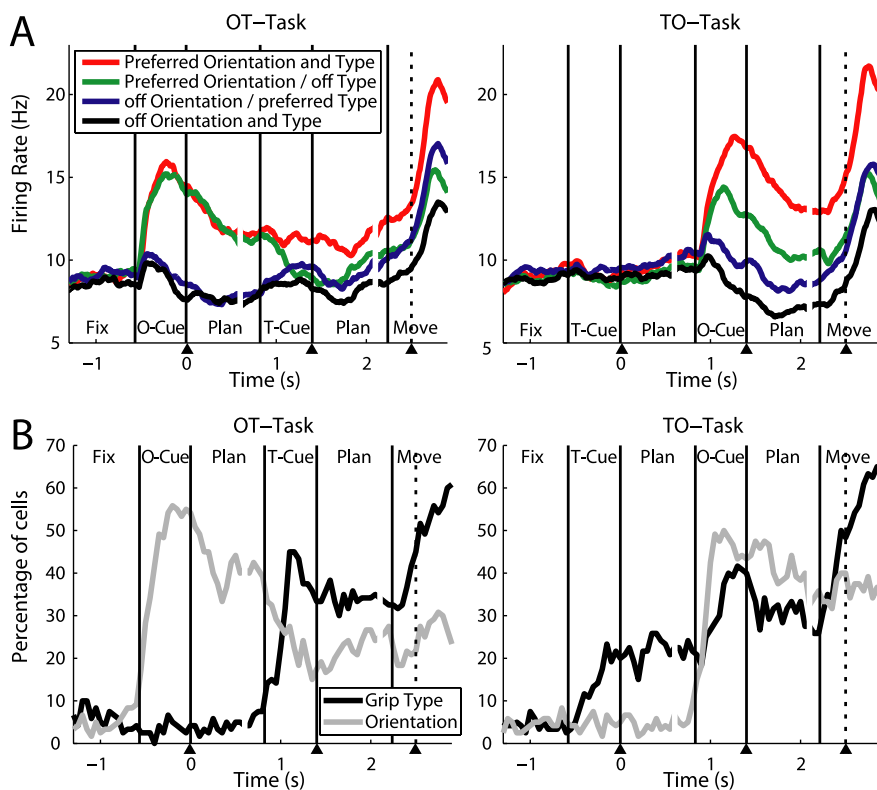 A
OT–Task
TO–Task
Preferred Orientation and Type
Preferred Orientation / off Type
off Orientation / preferred Type
off Orientation and Type
Firing Rate (Hz)
20
15
10
5
20
15
10
5
Fix O-Cue Plan T-Cue Plan Move
Fix T-Cue Plan O-Cue Plan Move
−1 0 1 2
−1 0 1 2
Time (s)
Time (s)
B
OT–Task
TO–Task
Percentage of cells
70
60
50
40
30
20
10
0
70
60
50
40
30
20
10
0
Fix O-Cue Plan T-Cue Plan Move
Fix T-Cue Plan O-Cue Plan Move
Grip Type
Orientation
−1 0 1 2
−1 0 1 2
Time (s)
Time (s)